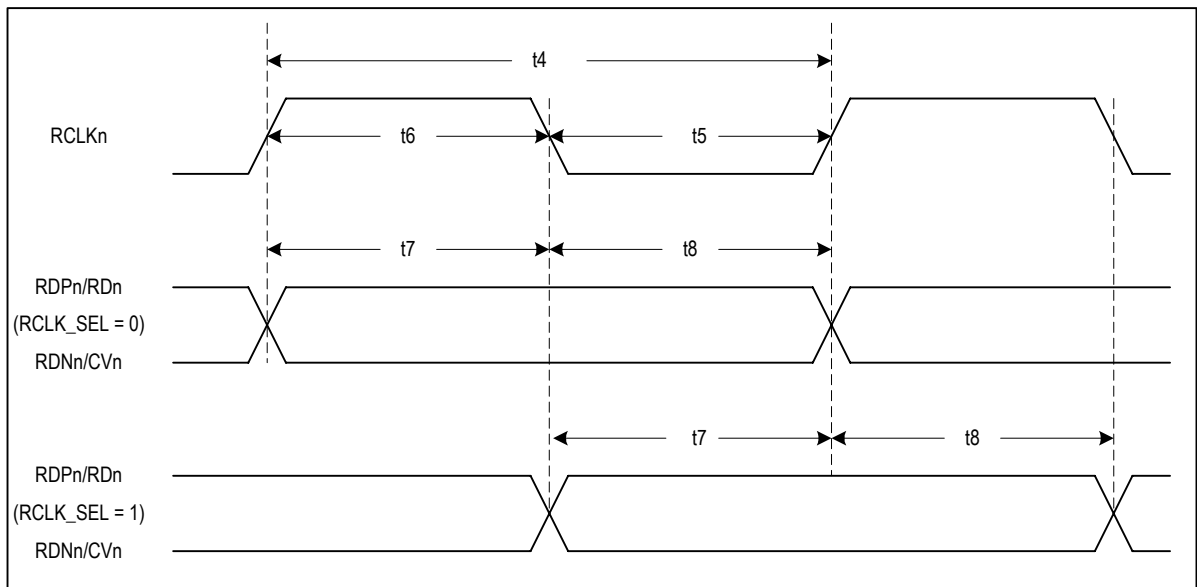 t4
RCLKn
t6
t5
t7
t8
RDPn/RDn
(RCLK_SEL = 0)
RDNn/CVn
t7
t8
RDPn/RDn
(RCLK_SEL = 1)
RDNn/CVn